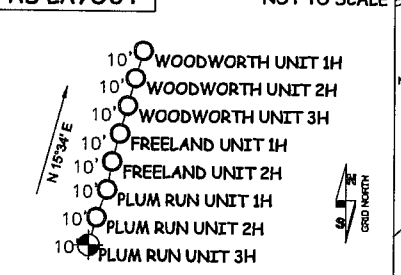 NOT TO SCALE
10' WOODWORTH UNIT 1H
10' WOODWORTH UNIT 2H
10' WOODWORTH UNIT 3H
10' FREELAND UNIT 1H
10' FREELAND UNIT 2H
10' PLUM RUN UNIT 1H
10' PLUM RUN UNIT 2H
10' PLUM RUN UNIT 3H
N 15°34' E
N
S
GRID NORTH